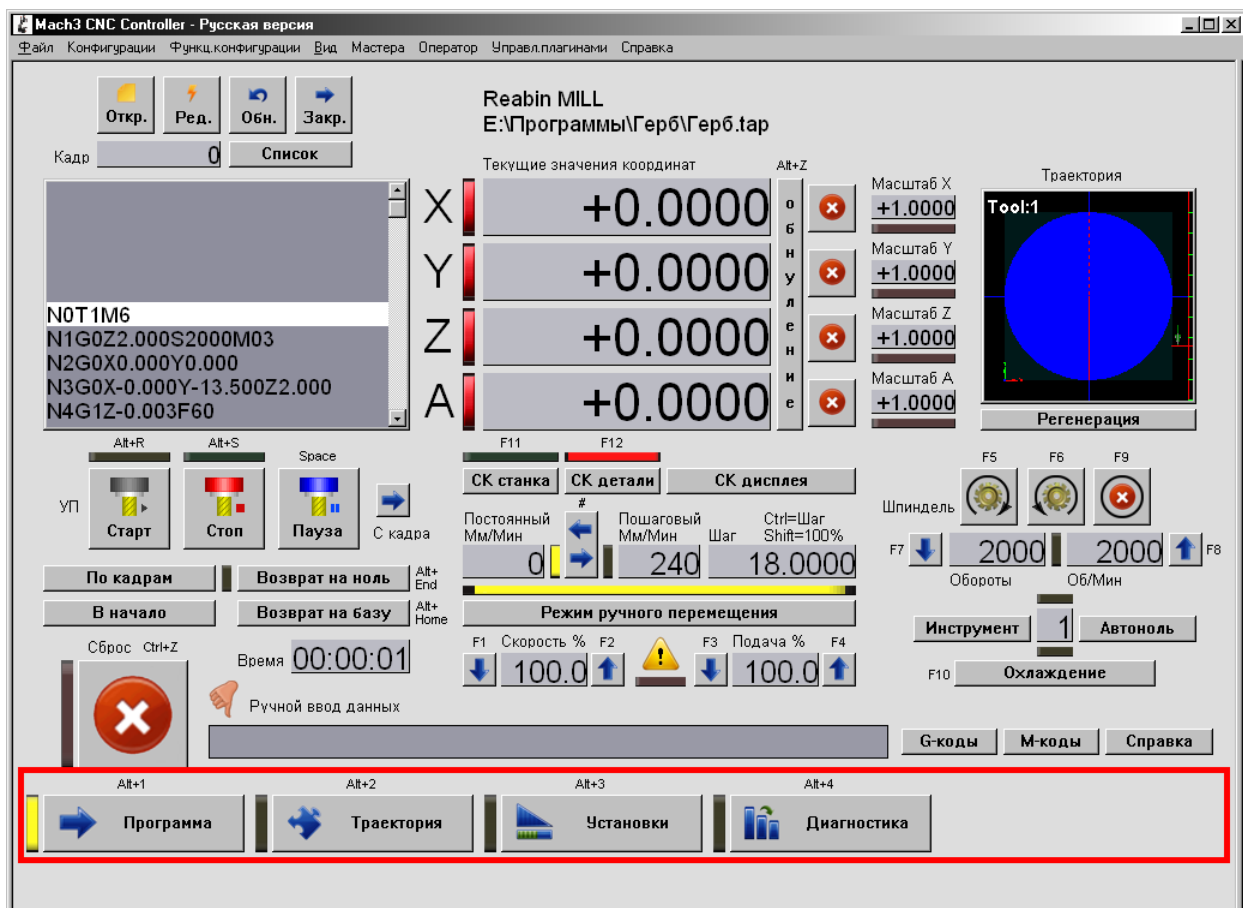 Mach3 CNC Controller - Русская версия
Файл Конфигурации Функц.конфигурации Вид Мастера Оператор Управл.плагинами Справка
Откр. Ред. Обн. Закр.
Reabin MILL
E:\Программы\Герб\Герб.tap
Кадр 0 Список
Текущие значения координат Alt+Z
Траектория
X +0.0000 Масштаб X +1.0000
Y +0.0000 Масштаб Y +1.0000
Z +0.0000 Масштаб Z +1.0000
A +0.0000 Масштаб A +1.0000
обнуление
Tool:1
Регенерация
N0T1M6
N1G0Z2.000S2000M03
N2G0X0.000Y0.000
N3G0X-0.000Y-13.500Z2.000
N4G1Z-0.003F60
Alt+R Alt+S Space
УП Старт Стоп Пауза С кадра
F11 F12
СК станка СК детали СК дисплея
#
Постоянный Мм/Мин Пошаговый Мм/Мин Шаг Ctrl=Шаг Shift=100%
0 240 18.0000
Режим ручного перемещения
F1 Скорость % F2 F3 Подача % F4
100.0 100.0
F5 F6 F9
Шпиндель
F7 2000 2000 F8
Обороты Об/Мин
Инструмент 1 Автоноль
F10 Охлаждение
По кадрам Возврат на ноль Alt+ End
В начало Возврат на базу Alt+ Home
Сброс Ctrl+Z
Время 00:00:01
Ручной ввод данных
G-коды М-коды Справка
Alt+1 Alt+2 Alt+3 Alt+4
Программа Траектория Установки Диагностика